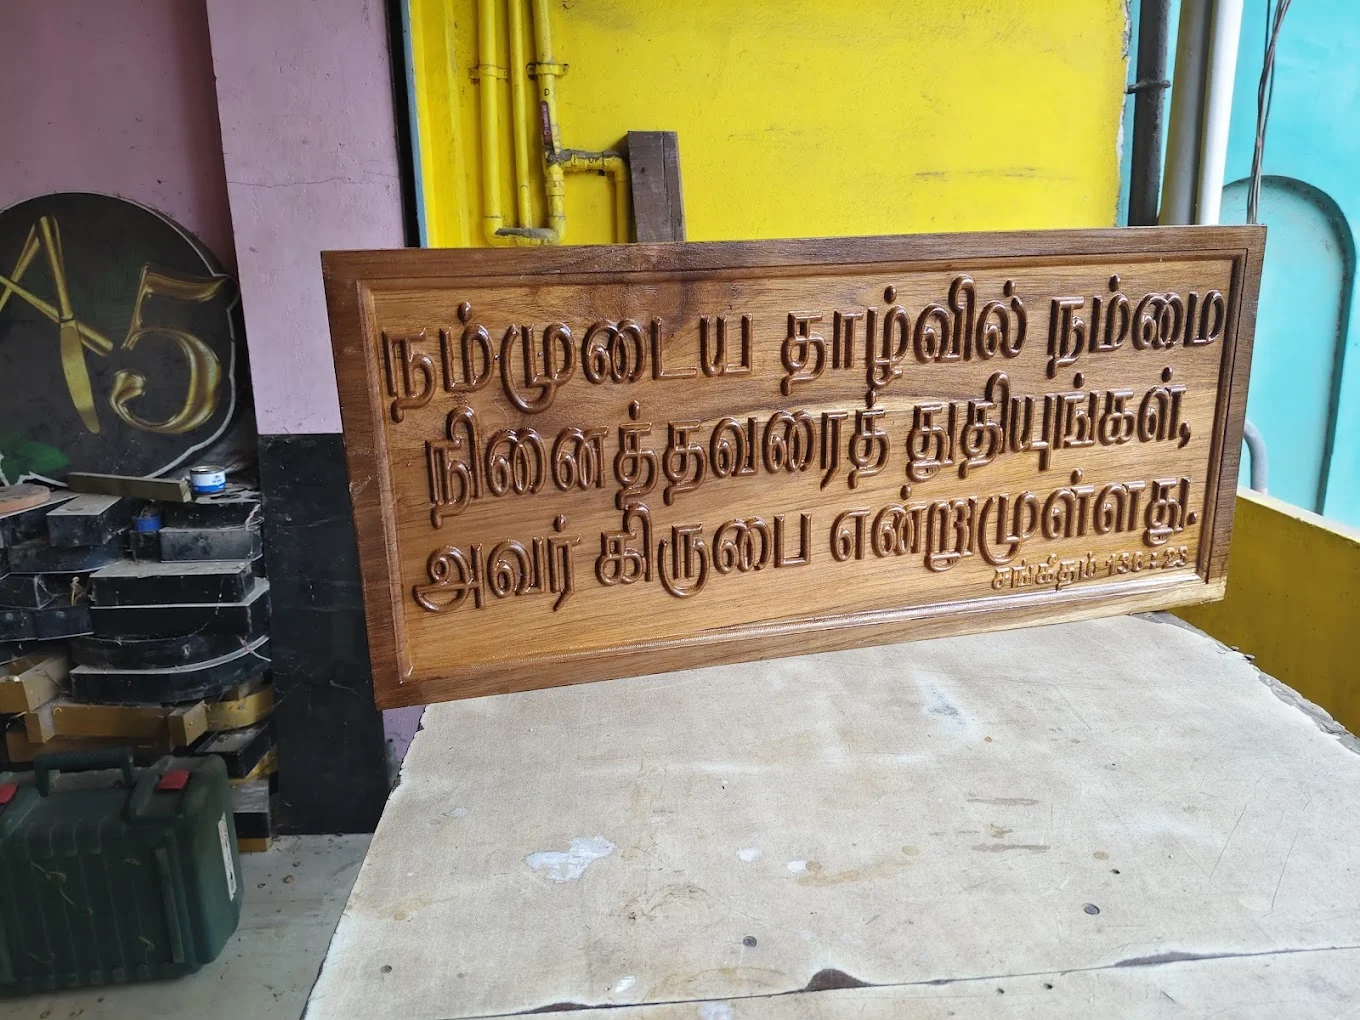 A5
நம்முடைய தாழ்வில் நம்மை
நினைத்தவரைத் துதியுங்கள்,
அவர் கிருபை என்றுமுள்ளது.
சங்கீதம் 136:23